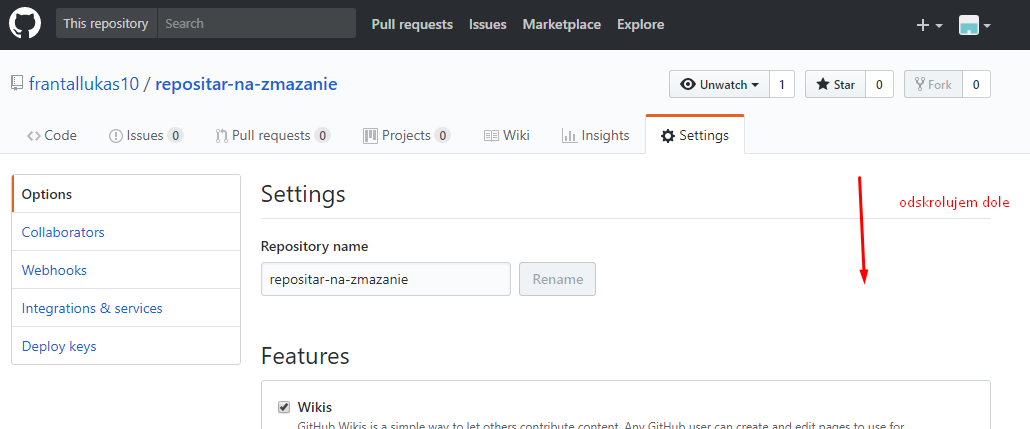 This repository Search Pull requests Issues Marketplace Explore
frantallukas10 / repositar-na-zmazanie Unwatch 1 Star 0 Fork 0
Code Issues 0 Pull requests 0 Projects 0 Wiki Insights Settings
Options
Collaborators
Webhooks
Integrations & services
Deploy keys
Settings
odskrolujem dole
Repository name
repositar-na-zmazanie Rename
Features
Wikis
GitHub Wikis is a simple way to let others contribute content. Any GitHub user can create and edit pages to use for